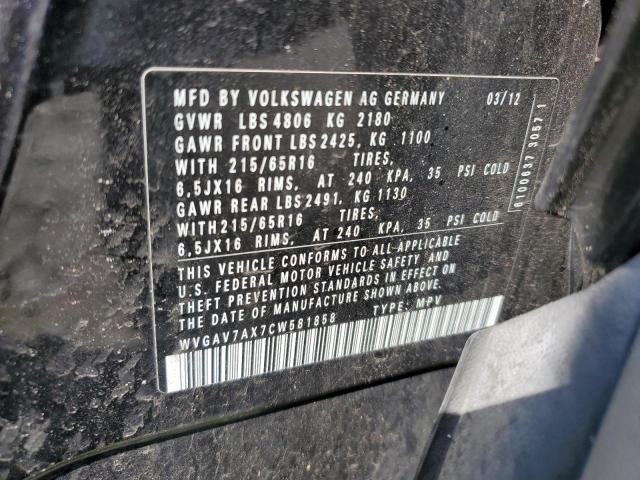 MFD BY VOLKSWAGEN AG GERMANY 03/12
GVWR LBS 4806 KG 2180
GAWR FRONT LBS 2425, KG 1100
WITH 215/65R16 TIRES,
6,5JX16 RIMS, AT 240 KPA, 35 PSI COLD
GAWR REAR LBS 2491, KG 1130
WITH 215/65R16 TIRES,
6,5JX16 RIMS, AT 240 KPA, 35 PSI COLD
THIS VEHICLE CONFORMS TO ALL APPLICABLE
U.S. FEDERAL MOTOR VEHICLE SAFETY AND
THEFT PREVENTION STANDARDS IN EFFECT ON
THE DATE OF MANUFACTURE SHOWN ABOVE.
WVGAV7AX7CW581858 TYPE: MPV
0100637 3057 1